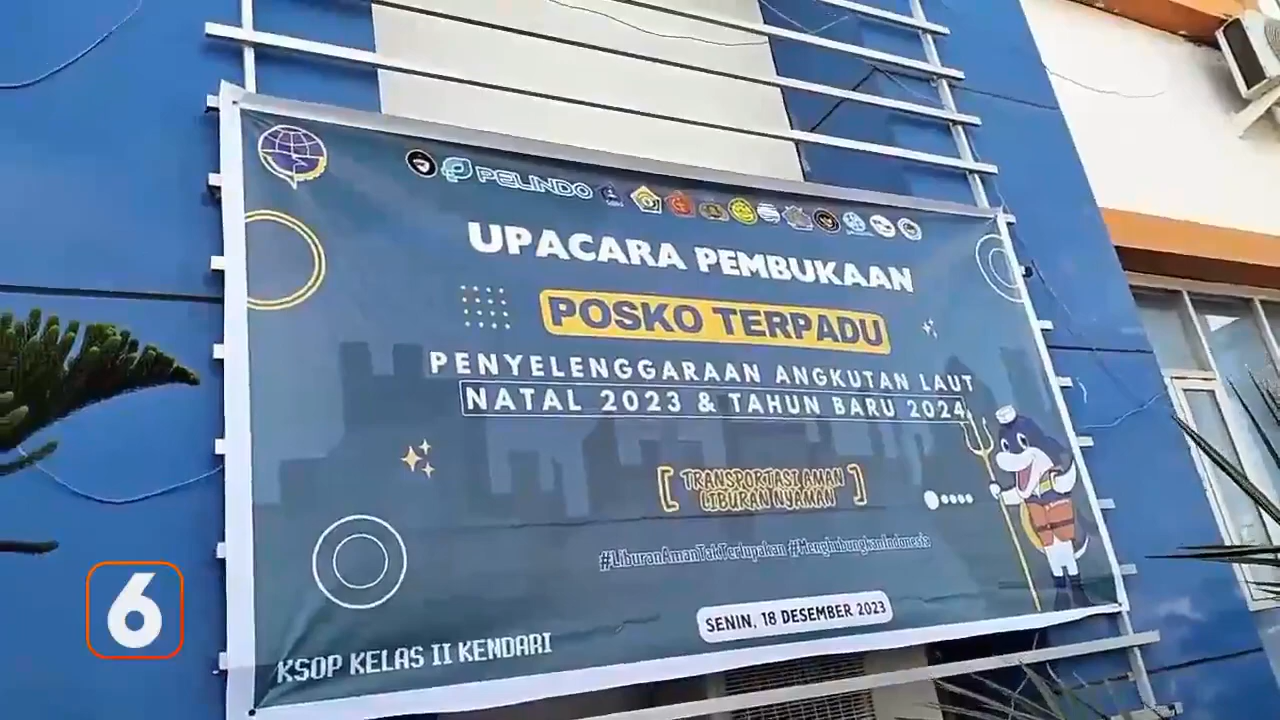 PELINDO
UPACARA PEMBUKAAN
POSKO TERPADU
PENYELENGGARAAN ANGKUTAN LAUT
NATAL 2023 & TAHUN BARU 2024
[ TRANSPORTASI AMAN
LIBURAN NYAMAN ]
#LiburanAmanTakTerlupakan #MenghubungkanIndonesia
SENIN, 18 DESEMBER 2023
KSOP KELAS II KENDARI
6